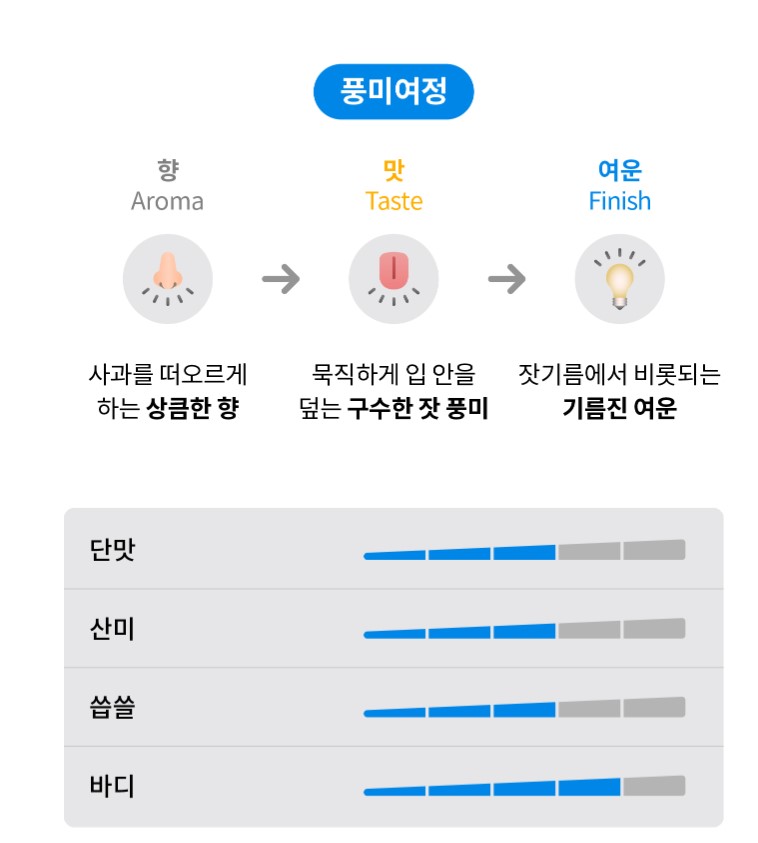 풍미여정
향
Aroma
맛
Taste
여운
Finish
사과를 떠오르게
하는 상큼한 향
묵직하게 입 안을
덮는 구수한 잣 풍미
잣기름에서 비롯되는
기름진 여운
단맛
산미
씁쓸
바디